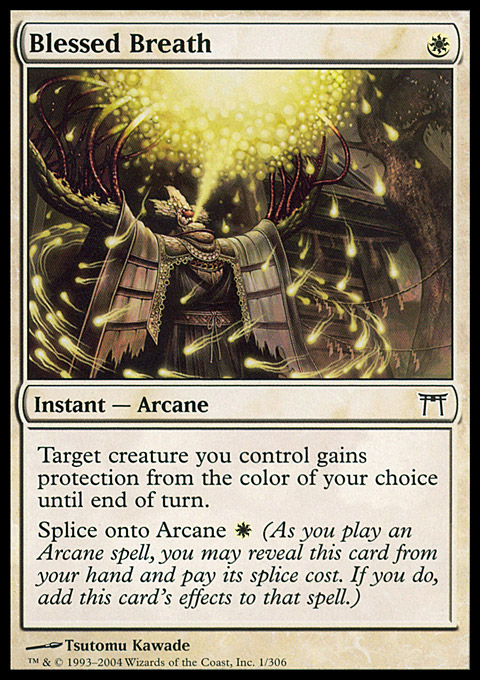 Blessed Breath
Instant — Arcane
Target creature you control gains
protection from the color of your choice
until end of turn.
Splice onto Arcane (As you play an
Arcane spell, you may reveal this card from
your hand and pay its splice cost. If you do,
add this card's effects to that spell.)
Tsutomu Kawade
™ & © 1993–2004 Wizards of the Coast, Inc. 1/306